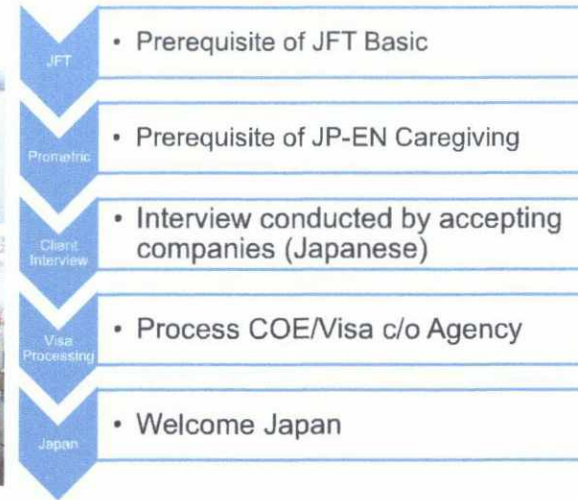 JFT
• Prerequisite of JFT Basic
Prometric
• Prerequisite of JP-EN Caregiving
Client
Interview
• Interview conducted by accepting
companies (Japanese)
Visa
Processing
• Process COE/Visa c/o Agency
Japan
• Welcome Japan